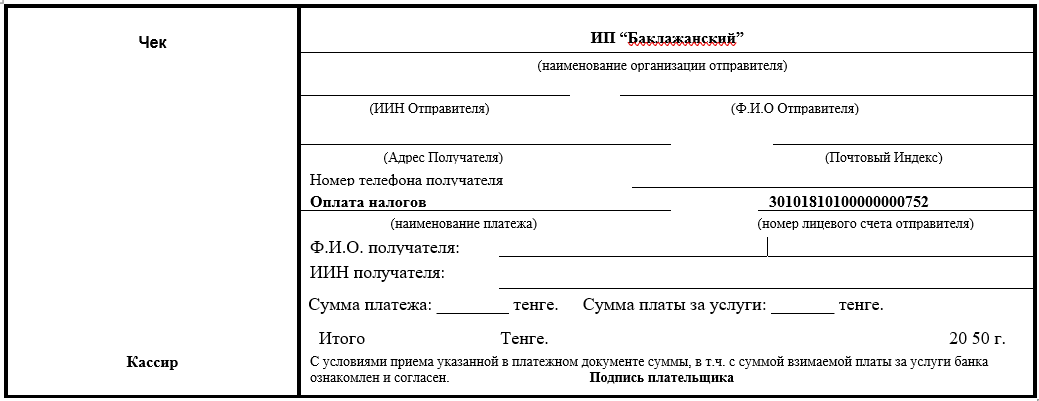 Чек
ИП “Баклажанский”
(наименование организации отправителя)
(ИИН Отправителя) (Ф.И.О Отправителя)
(Адрес Получателя) (Почтовый Индекс)
Номер телефона получателя
Оплата налогов 30101810100000000752
(наименование платежа) (номер лицевого счета отправителя)
Ф.И.О. получателя:
ИИН получателя:
Сумма платежа: ________ тенге. Сумма платы за услуги: _______ тенге.
Итого Тенге. 20 50 г.
Кассир
С условиями приема указанной в платежном документе суммы, в т.ч. с суммой взимаемой платы за услуги банка
ознакомлен и согласен. Подпись плательщика